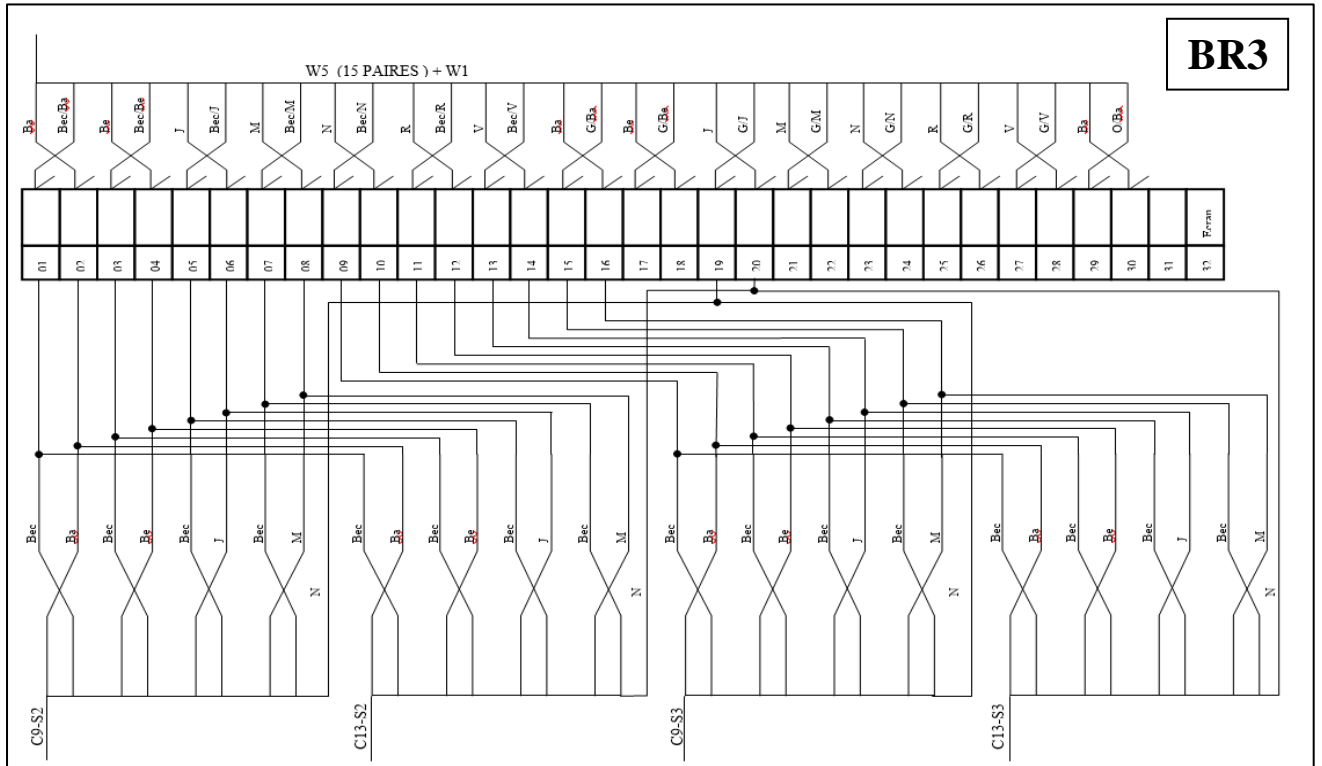 BR3
W5 (15 PAIRES ) + W1
Ba Bec/Ba Be Bec/Be J Bec/J M Bec/M N Bec/N R Bec/R V Bec/V Ba G/Ba Be G/Be J G/J M G/M N G/N R G/R V G/V Ba O/Ba
Ecran
01 02 03 04 05 06 07 08 09 10 11 12 13 14 15 16 17 18 19 20 21 22 23 24 25 26 27 28 29 30 31 32
Bec Ba Bec Be Bec J Bec M Bec Ba Bec Be Bec J Bec M Bec Ba Bec Be Bec J Bec M Bec Ba Bec Be Bec J Bec M
N N N N
C9-S2 C13-S2 C9-S3 C13-S3